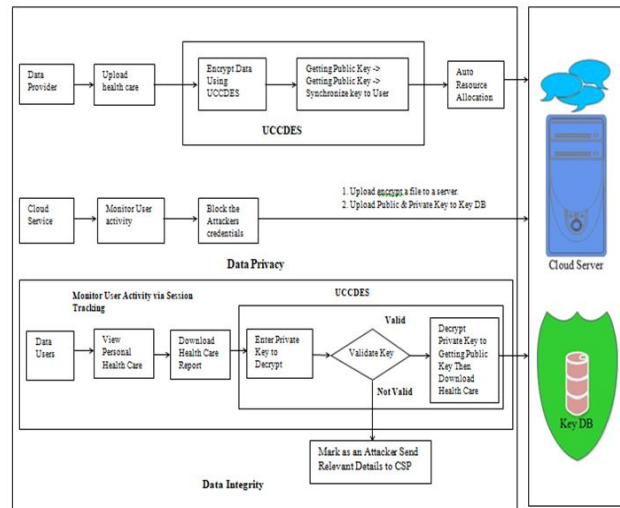 Data
Provider
Upload
health care
Encrypt Data
Using
UCCDES
Getting Public Key ->
Getting Public Key ->
Synchronize key to User
UCCDES
Auto
Resource
Allocation
Cloud
Service
Monitor User
activity
Block the
Attackers
credentials
1. Upload encrypt a file to a server.
2. Upload Public & Private Key to Key DB
Data Privacy
Cloud Server
Monitor User Activity via Session
Tracking
UCCDES
Data
Users
View
Personal
Health Care
Download
Health Care
Report
Enter Private
Key to
Decrypt
Validate Key
Valid
Not Valid
Decrypt
Private Key to
Getting Public
Key Then
Download
Health Care
Key DB
Mark as an Attacker Send
Relevant Details to CSP
Data Integrity